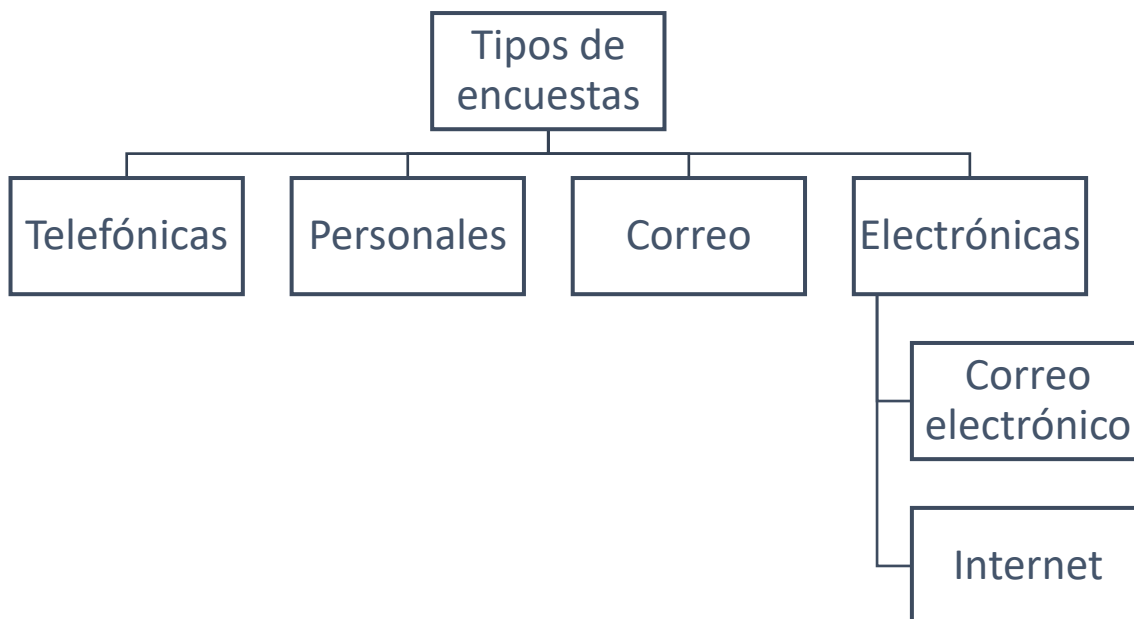 Tipos de
encuestas
Telefónicas
Personales
Correo
Electrónicas
Correo
electrónico
Internet